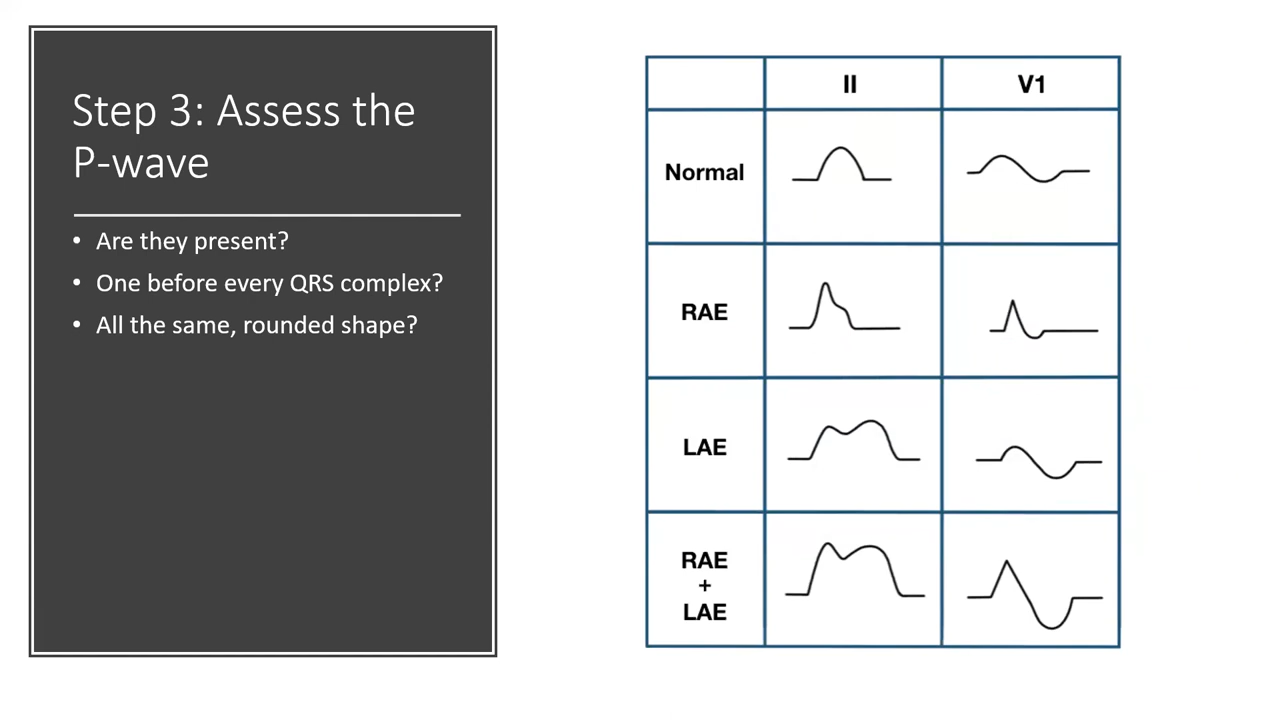 Step 3: Assess the
P-wave
• Are they present?
• One before every QRS complex?
• All the same, rounded shape?
II V1
Normal
RAE
LAE
RAE
+
LAE